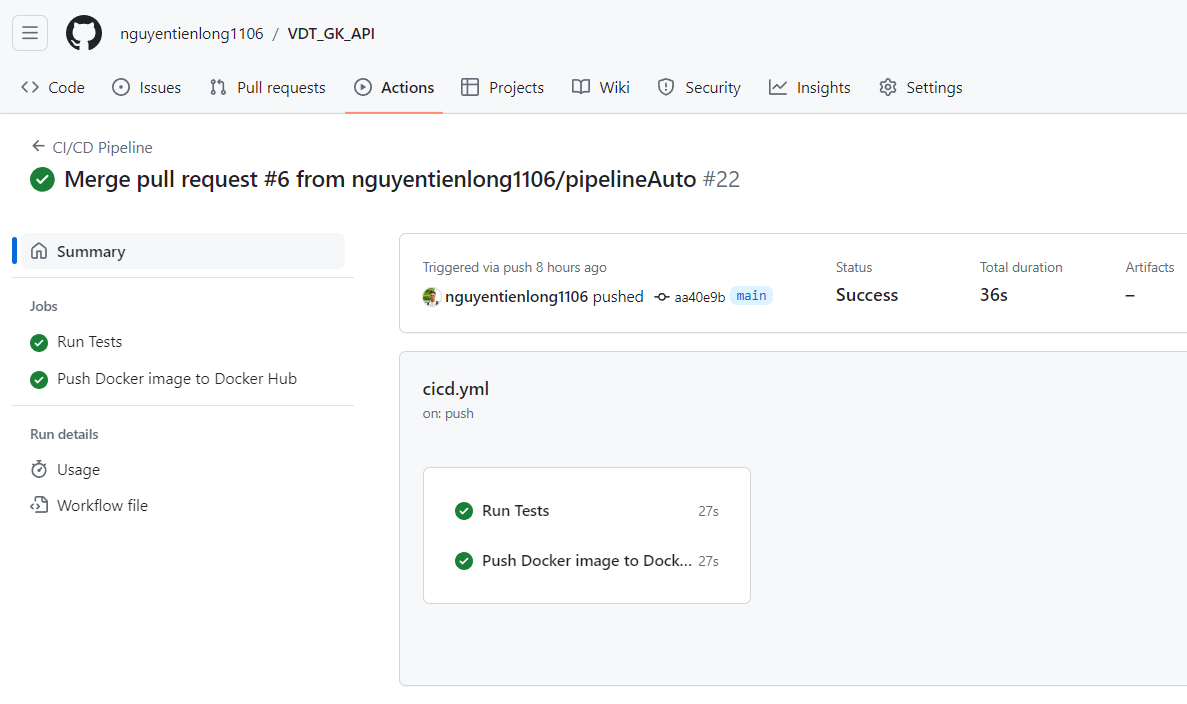 nguyentienlong1106 / VDT_GK_API
Code Issues Pull requests Actions Projects Wiki Security Insights Settings
CI/CD Pipeline
Merge pull request #6 from nguyentienlong1106/pipelineAuto #22
Summary
Jobs
Run Tests
Push Docker image to Docker Hub
Run details
Usage
Workflow file
Triggered via push 8 hours ago
nguyentienlong1106 pushed aa40e9b main
Status
Success
Total duration
36s
Artifacts
–
cicd.yml
on: push
Run Tests 27s
Push Docker image to Dock... 27s